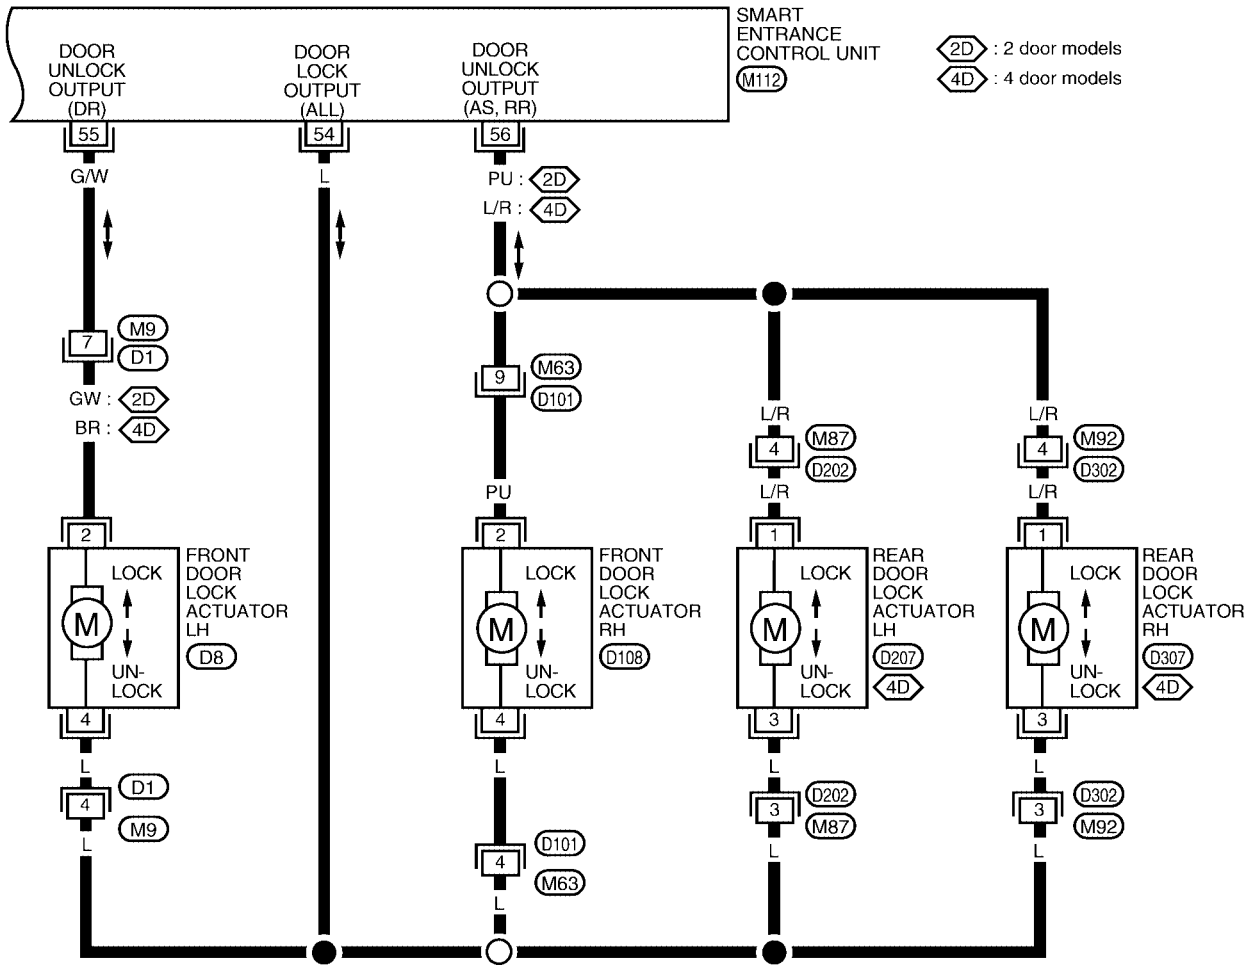 SMART
ENTRANCE
CONTROL UNIT
M112
2D : 2 door models
4D : 4 door models
DOOR
UNLOCK
OUTPUT
(DR)
DOOR
LOCK
OUTPUT
(ALL)
DOOR
UNLOCK
OUTPUT
(AS, RR)
55
54
56
G/W
L
PU : 2D
L/R : 4D
7
M9
D1
GW : 2D
BR : 4D
9
M63
D101
PU
L/R
4
M87
D202
L/R
L/R
4
M92
D302
L/R
2
M
LOCK
UN-
LOCK
FRONT
DOOR
LOCK
ACTUATOR
LH
D8
4
2
M
LOCK
UN-
LOCK
FRONT
DOOR
LOCK
ACTUATOR
RH
D108
4
1
M
LOCK
UN-
LOCK
REAR
DOOR
LOCK
ACTUATOR
LH
D207
4D
3
1
M
LOCK
UN-
LOCK
REAR
DOOR
LOCK
ACTUATOR
RH
D307
4D
3
L
4
D1
M9
L
L
4
D101
M63
L
L
3
D202
M87
L
L
3
D302
M92
L